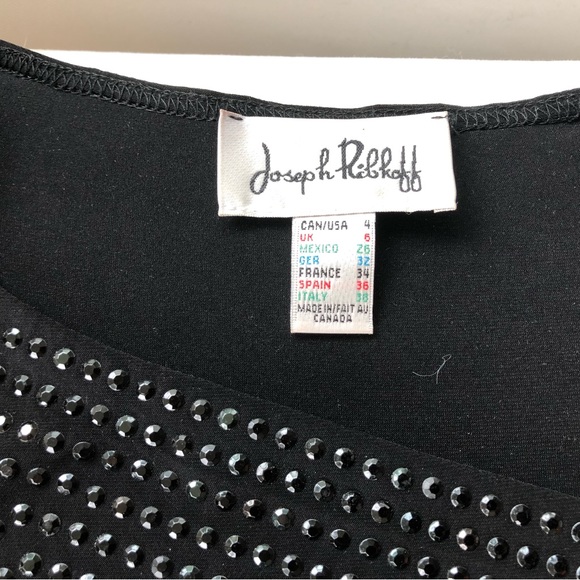 Joseph Ribkoff
CAN/USA 4
UK 6
MEXICO 26
GER 32
FRANCE 34
SPAIN 36
ITALY 38
MADE IN/FAIT AU
CANADA